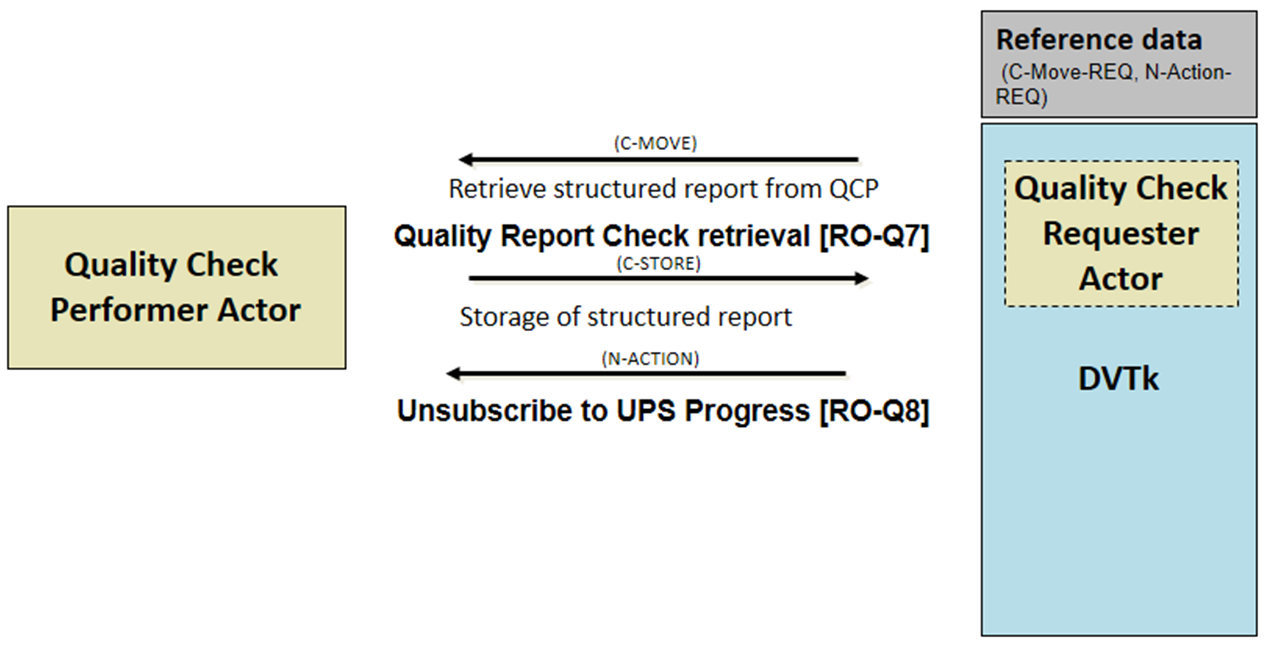 Reference data
(C-Move-REQ, N-Action-
REQ)
(C-MOVE)
Retrieve structured report from QCP
Quality Report Check retrieval [RO-Q7]
(C-STORE)
Storage of structured report
(N-ACTION)
Unsubscribe to UPS Progress [RO-Q8]
Quality Check
Performer Actor
Quality Check
Requester
Actor
DVTk